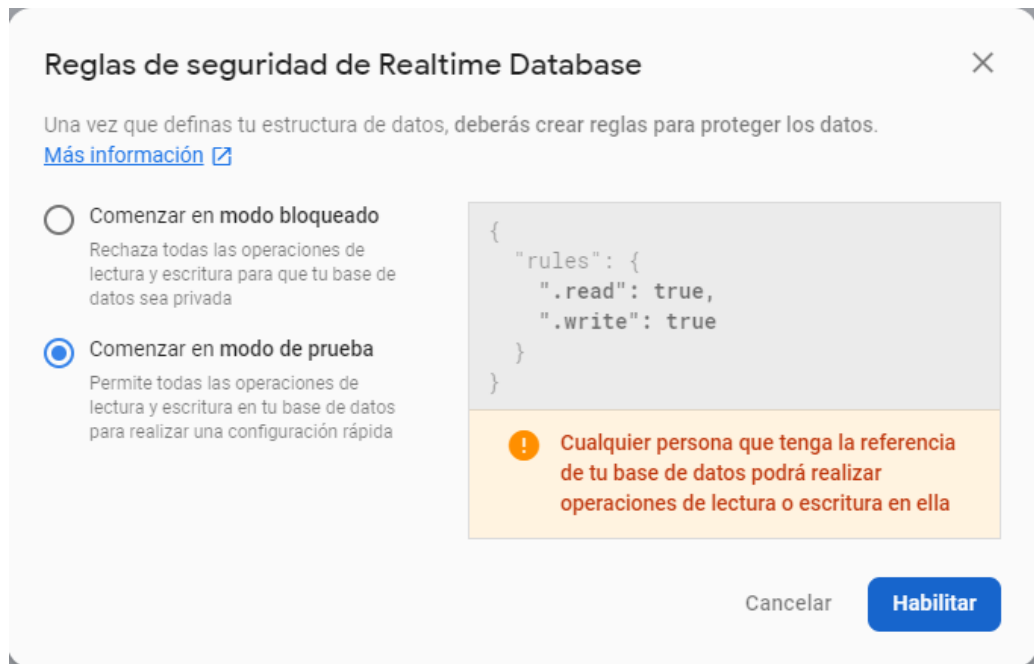 Reglas de seguridad de Realtime Database
Una vez que definas tu estructura de datos, deberás crear reglas para proteger los datos.
Más información
Comenzar en modo bloqueado
Rechaza todas las operaciones de
lectura y escritura para que tu base de
datos sea privada
Comenzar en modo de prueba
Permite todas las operaciones de
lectura y escritura en tu base de datos
para realizar una configuración rápida
{
"rules": {
".read": true,
".write": true
}
}
Cualquier persona que tenga la referencia
de tu base de datos podrá realizar
operaciones de lectura o escritura en ella
Cancelar
Habilitar